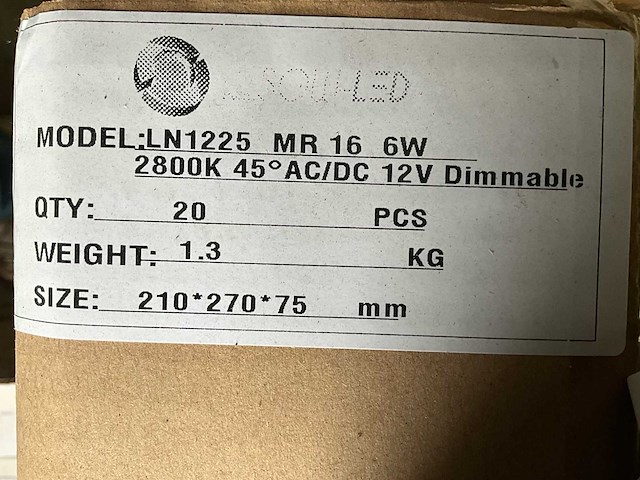 MODEL:LN1225 MR 16 6W
2800K 45°AC/DC 12V Dimmable
QTY: 20 PCS
WEIGHT: 1.3 KG
SIZE: 210*270*75 mm